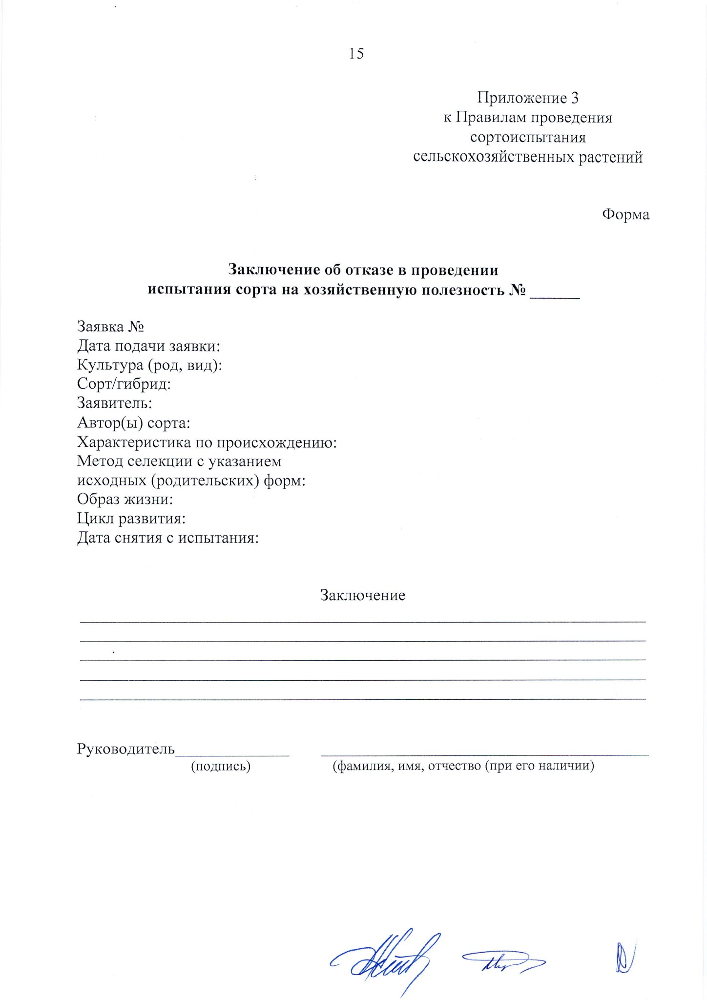 15
Приложение 3
к Правилам проведения
сортоиспытания
сельскохозяйственных растений
Форма
Заключение об отказе в проведении
испытания сорта на хозяйственную полезность № ______
Заявка №
Дата подачи заявки:
Культура (род, вид):
Сорт/гибрид:
Заявитель:
Автор(ы) сорта:
Характеристика по происхождению:
Метод селекции с указанием
исходных (родительских) форм:
Образ жизни:
Цикл развития:
Дата снятия с испытания:
Заключение
Руководитель______________ ________________________________________
(подпись) (фамилия, имя, отчество (при его наличии)